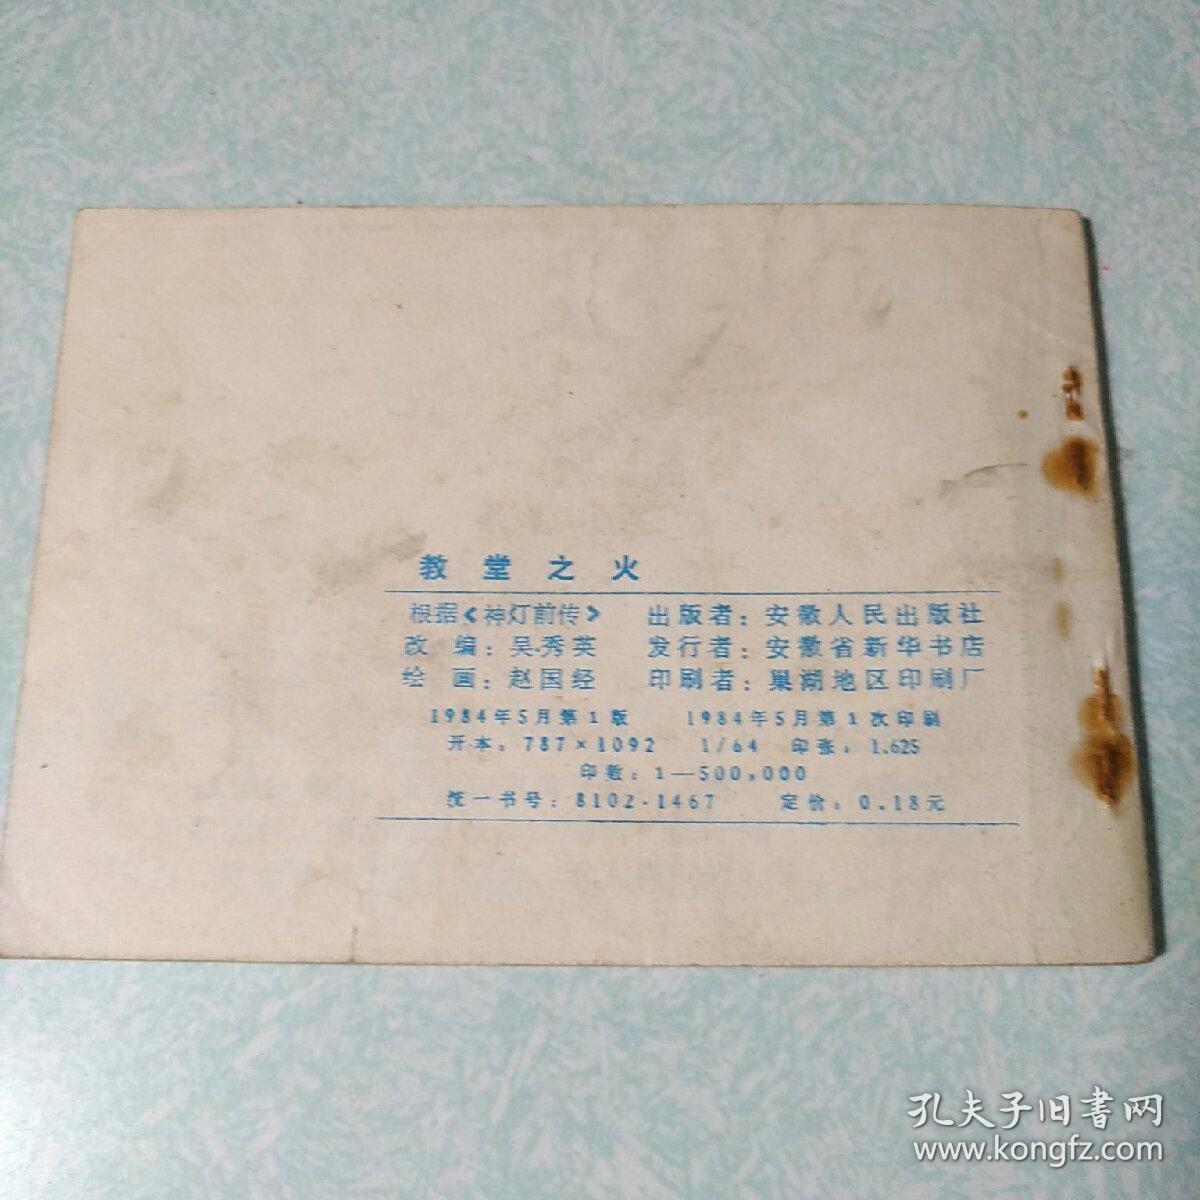 教堂之火
根据《神灯前传》 出版者：安徽人民出版社
改编：吴秀英 发行者：安徽省新华书店
绘画：赵国经 印刷者：巢湖地区印刷厂
1984年5月第1版 1984年5月第1次印刷
开本：787×1092 1/64 印张：1.625
印数：1—500,000
统一书号：8102·1467 定价：0.18元
孔夫子旧书网
www.kongfz.com